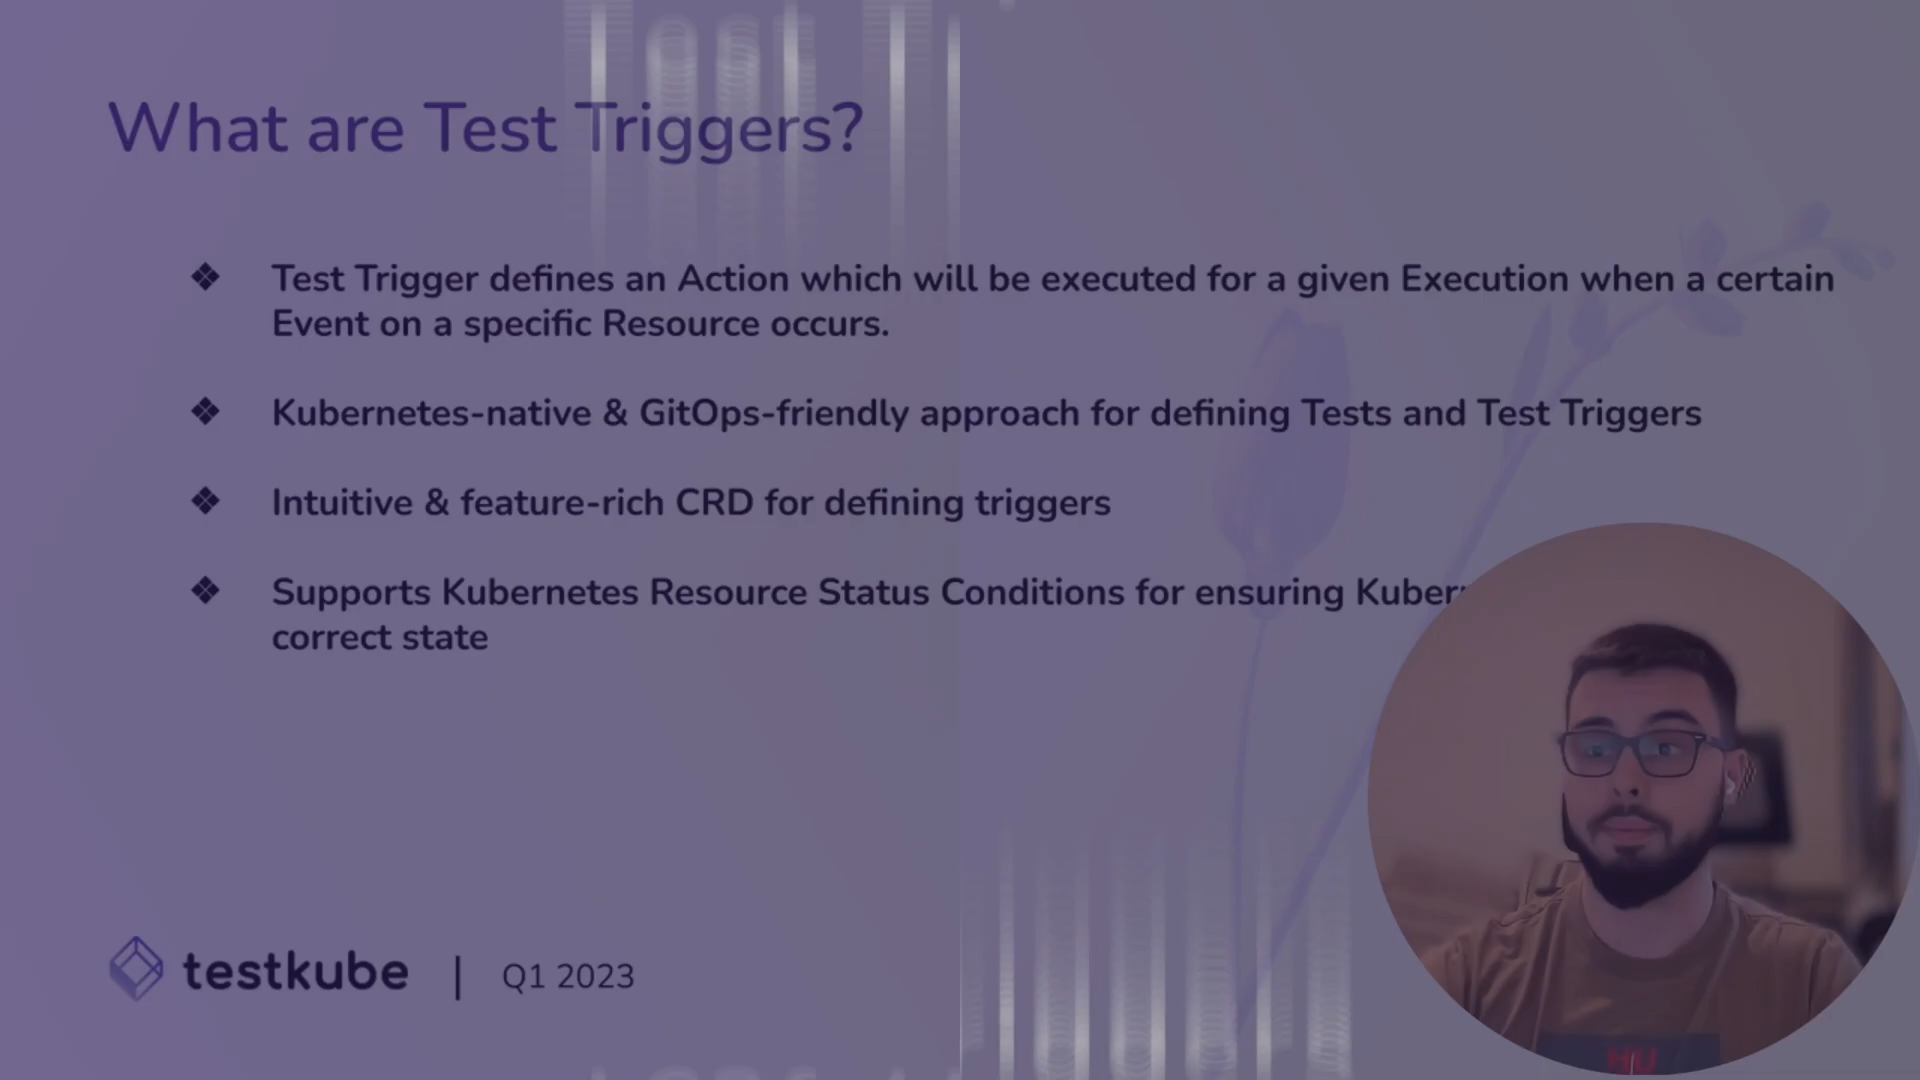 What are Test Triggers?
❖ Test Trigger defines an Action which will be executed for a given Execution when a certain
Event on a specific Resource occurs.
❖ Kubernetes-native & GitOps-friendly approach for defining Tests and Test Triggers
❖ Intuitive & feature-rich CRD for defining triggers
❖ Supports Kubernetes Resource Status Conditions for ensuring
correct state
testkube | Q1 2023
HU